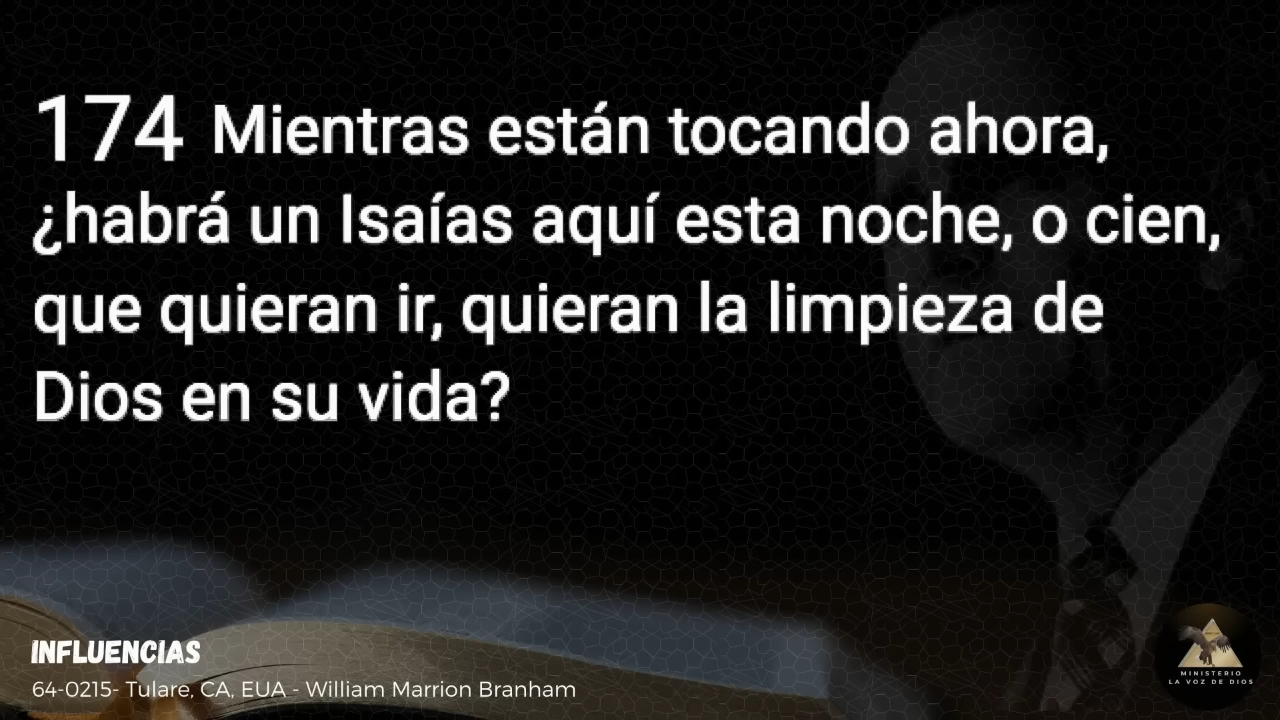 174 Mientras están tocando ahora,
¿habrá un Isaías aquí esta noche, o cien,
que quieran ir, quieran la limpieza de
Dios en su vida?
INFLUENCIAS
64-0215- Tulare, CA, EUA - William Marrion Branham
MINISTERIO
LA VOZ DE DIOS